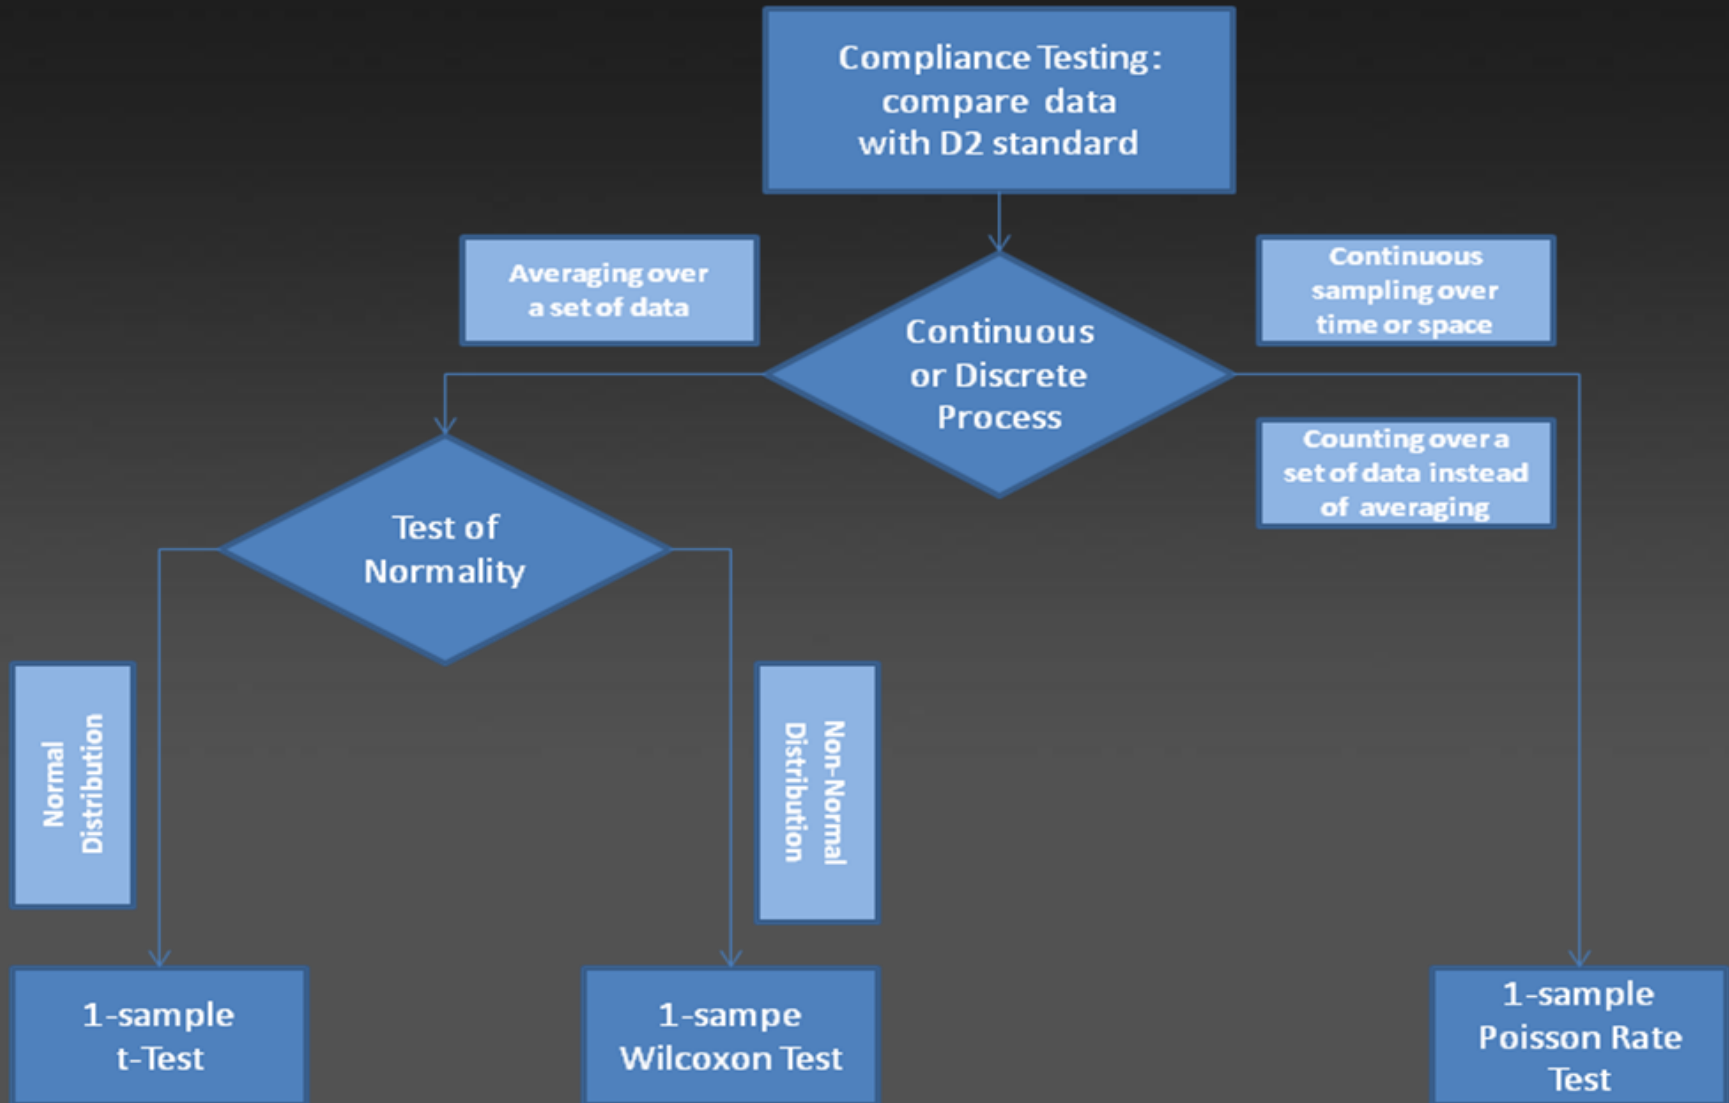 Compliance Testing:
compare data
with D2 standard
Averaging over
a set of data
Continuous
sampling over
time or space
Continuous
or Discrete
Process
Counting over a
set of data instead
of averaging
Test of
Normality
Normal
Distribution
Non-Normal
Distribution
1-sample
t-Test
1-sampe
Wilcoxon Test
1-sample
Poisson Rate
Test